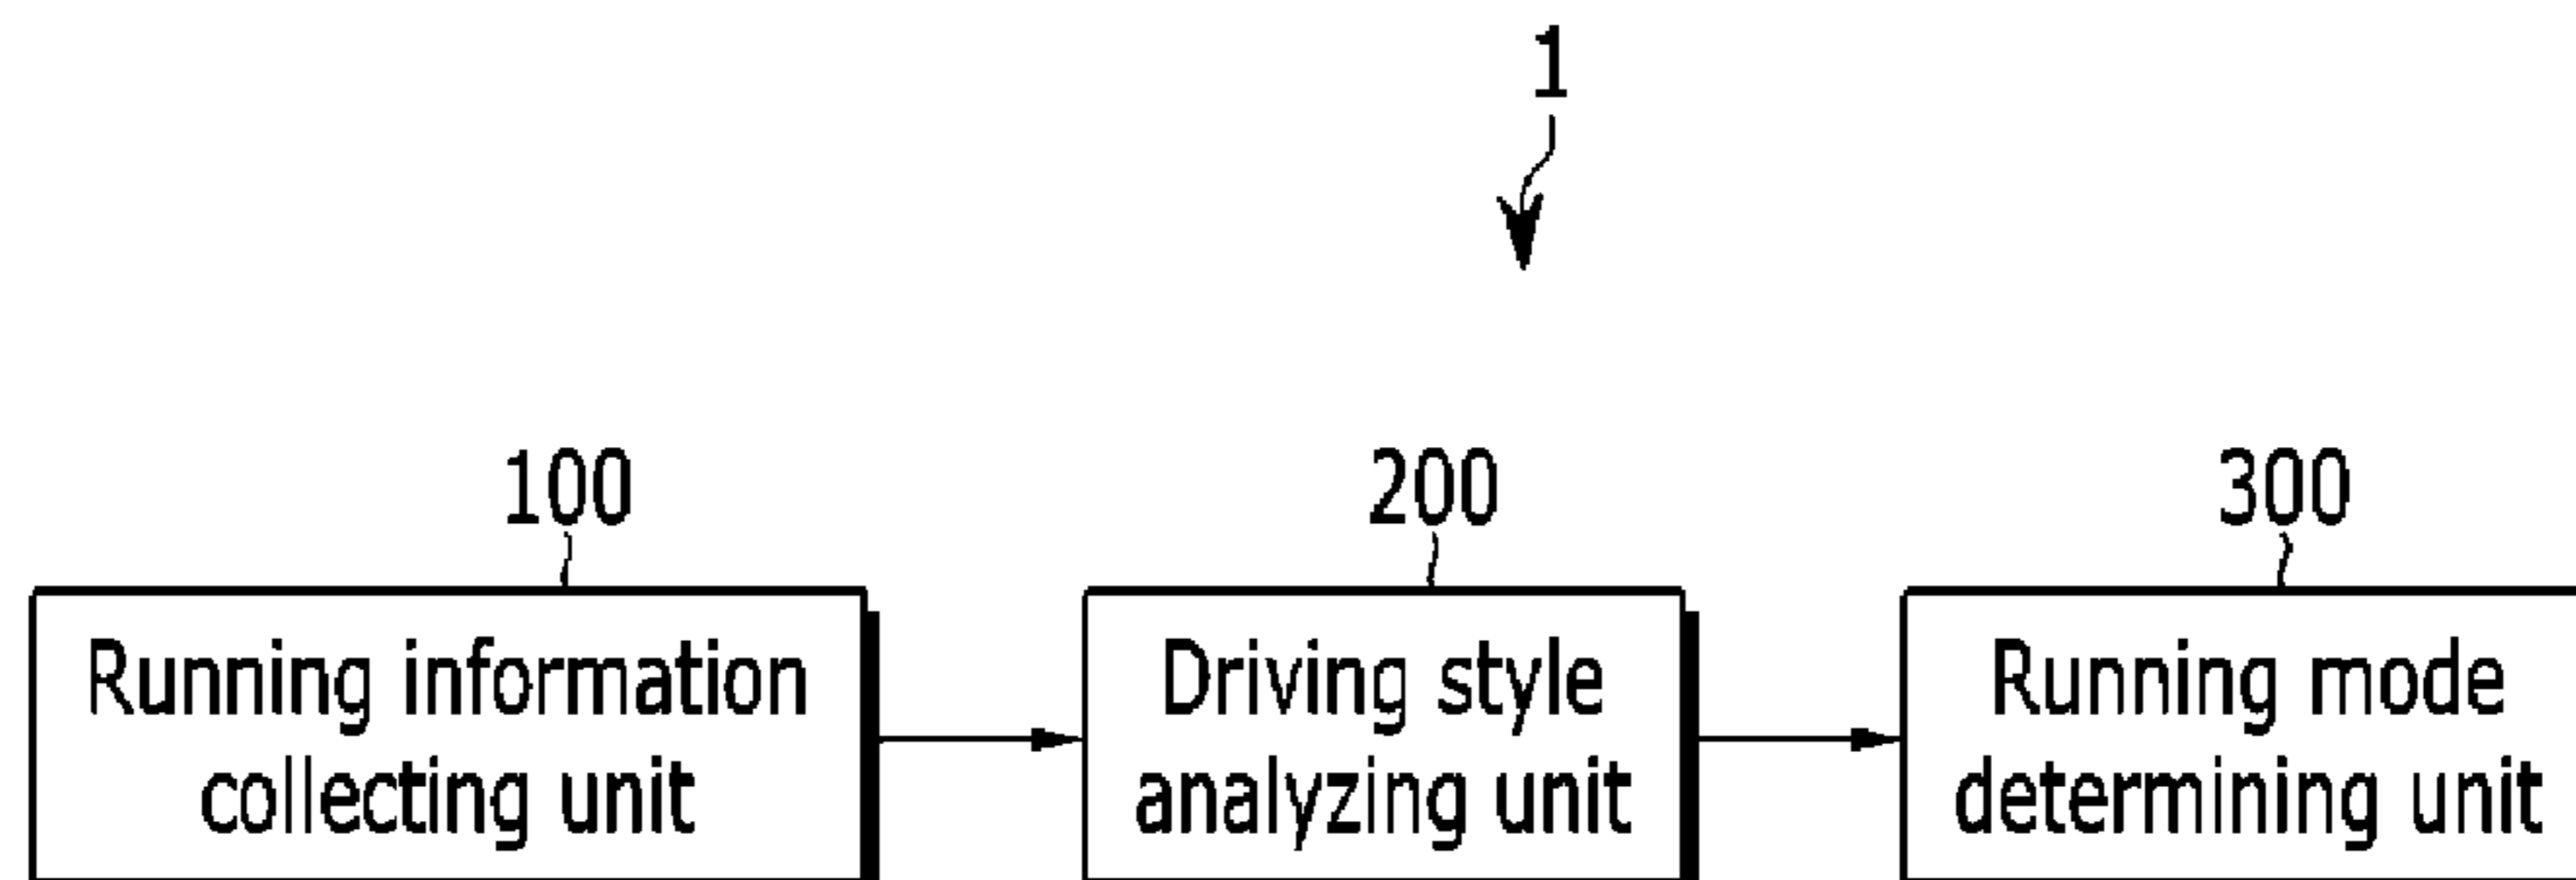 1
100
200
300
Running information
collecting unit
Driving style
analyzing unit
Running mode
determining unit